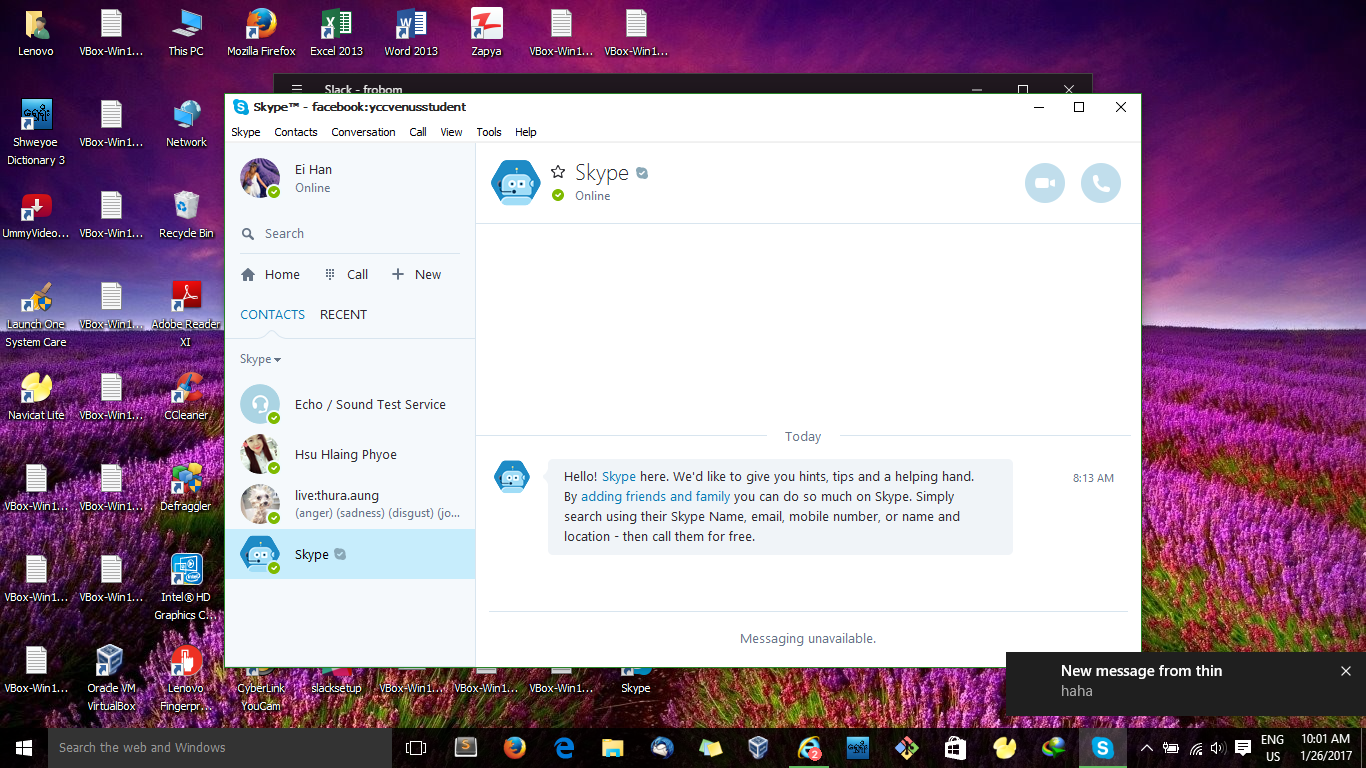 Lenovo
VBox-Win1...
This PC
Mozilla Firefox
Excel 2013
Word 2013
Zapya
VBox-Win1...
VBox-Win1...
Slack - frobom
Skype™ - facebook:yccvenusstudent
Skype Contacts Conversation Call View Tools Help
Shweyoe
Dictionary 3
VBox-Win1...
Network
UmmyVideo...
VBox-Win1...
Recycle Bin
Launch One
System Care
VBox-Win1...
Adobe Reader
XI
Navicat Lite
VBox-Win1...
CCleaner
VBox-Win1...
VBox-Win1...
Defraggler
VBox-Win1...
VBox-Win1...
Intel® HD
Graphics C...
VBox-Win1...
Oracle VM
VirtualBox
Lenovo
Fingerpr...
CyberLink
YouCam
slacksetup
VBox-Win1...
VBox-Win1...
VBox-Win1...
Skype
Ei Han
Online
Search
Home Call New
CONTACTS RECENT
Skype
Echo / Sound Test Service
Hsu Hlaing Phyoe
live:thura.aung
(anger) (sadness) (disgust) (jo...
Skype
Skype
Online
Today
Hello! Skype here. We'd like to give you hints, tips and a helping hand.
By adding friends and family you can do so much on Skype. Simply
search using their Skype Name, email, mobile number, or name and
location - then call them for free.
8:13 AM
Messaging unavailable.
New message from thin
haha
Search the web and Windows
2
ENG
US
10:01 AM
1/26/2017